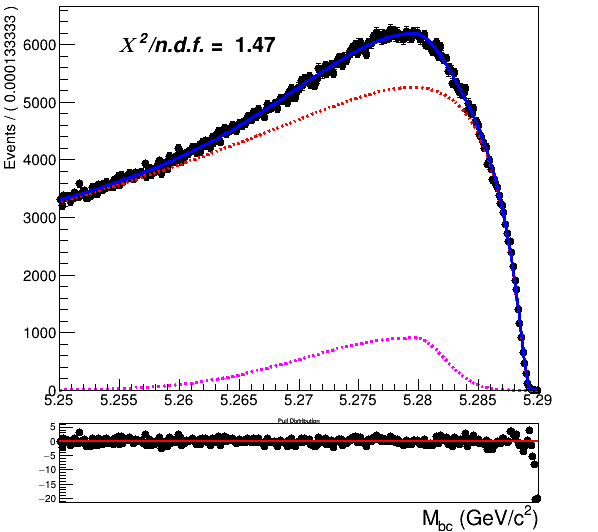 Events / ( 0.000133333 )
X²/n.d.f. = 1.47
6000
5000
4000
3000
2000
1000
0
5.25 5.255 5.26 5.265 5.27 5.275 5.28 5.285 5.29
Pull Distribution
5
0
−5
−10
−15
−20
M_bc (GeV/c²)